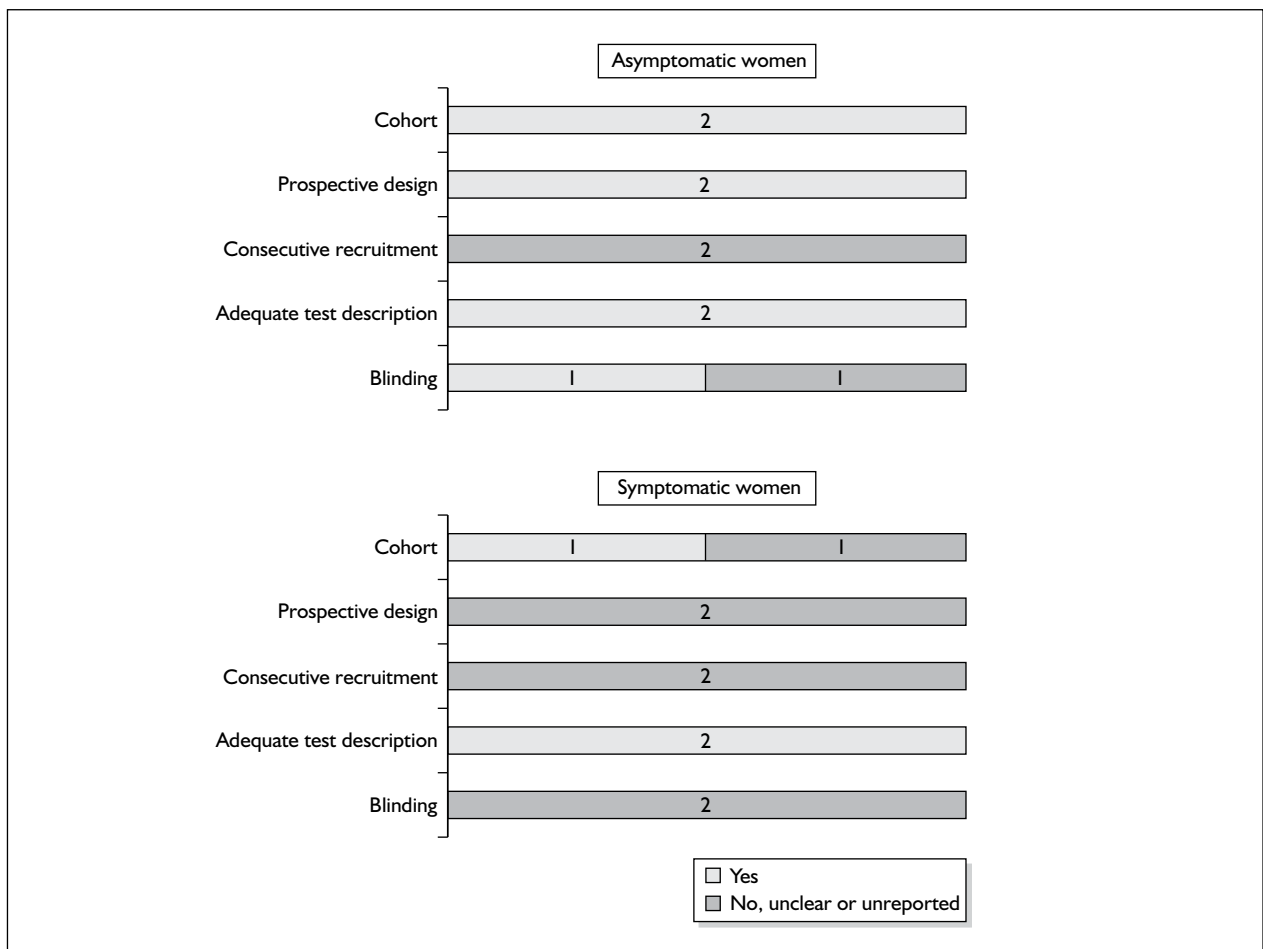 Asymptomatic women
Cohort
2
Prospective design
2
Consecutive recruitment
2
Adequate test description
2
Blinding
1 1
Symptomatic women
Cohort
1 1
Prospective design
2
Consecutive recruitment
2
Adequate test description
2
Blinding
2
Yes
No, unclear or unreported